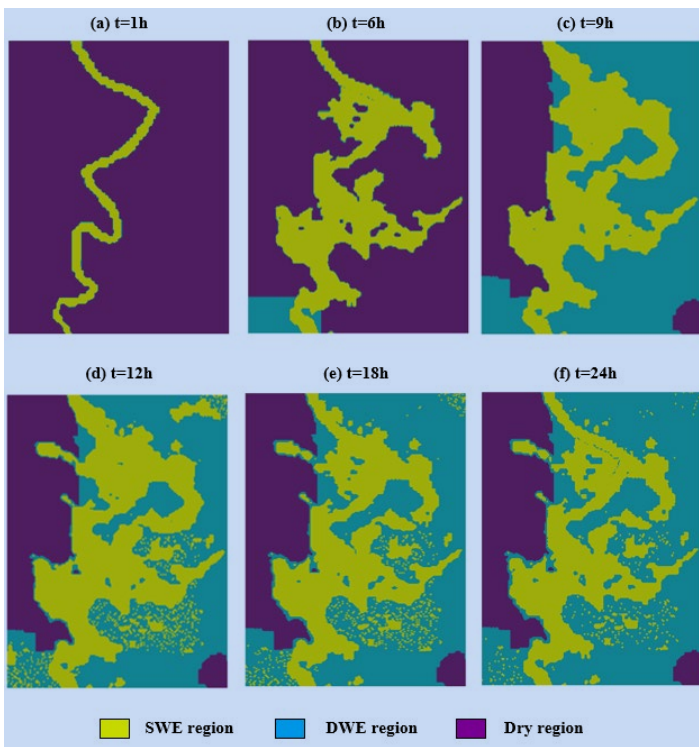 (a) t=1h
(b) t=6h
(c) t=9h
(d) t=12h
(e) t=18h
(f) t=24h
SWE region
DWE region
Dry region